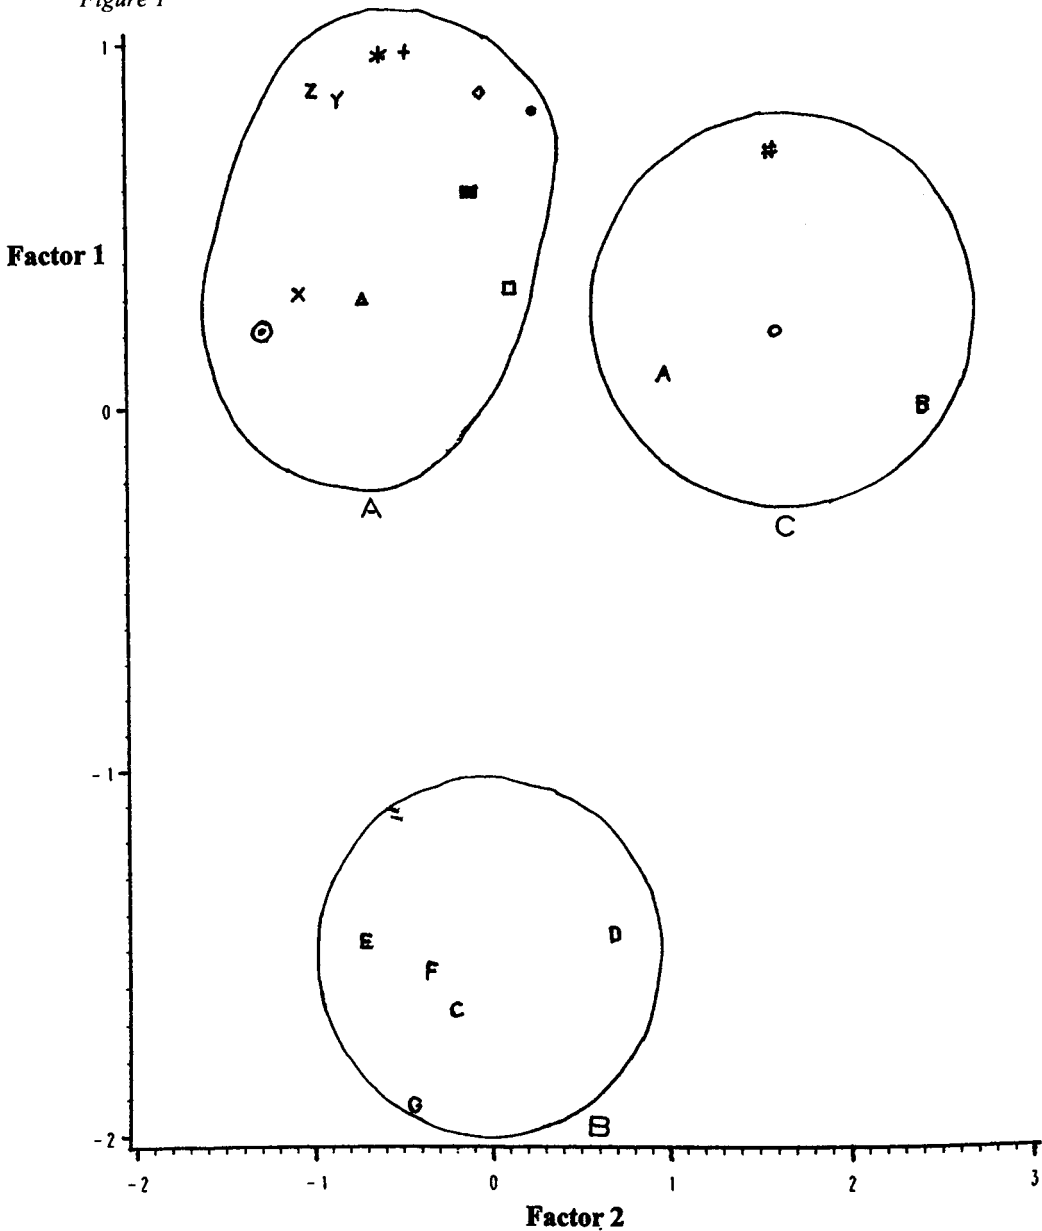 Figure 1
1
* +
Z Y
#
Factor 1
X
A
B
0
A
C
-1
=
E
D
F
C
G
B
-2
-2 -1 0 1 2 3
Factor 2